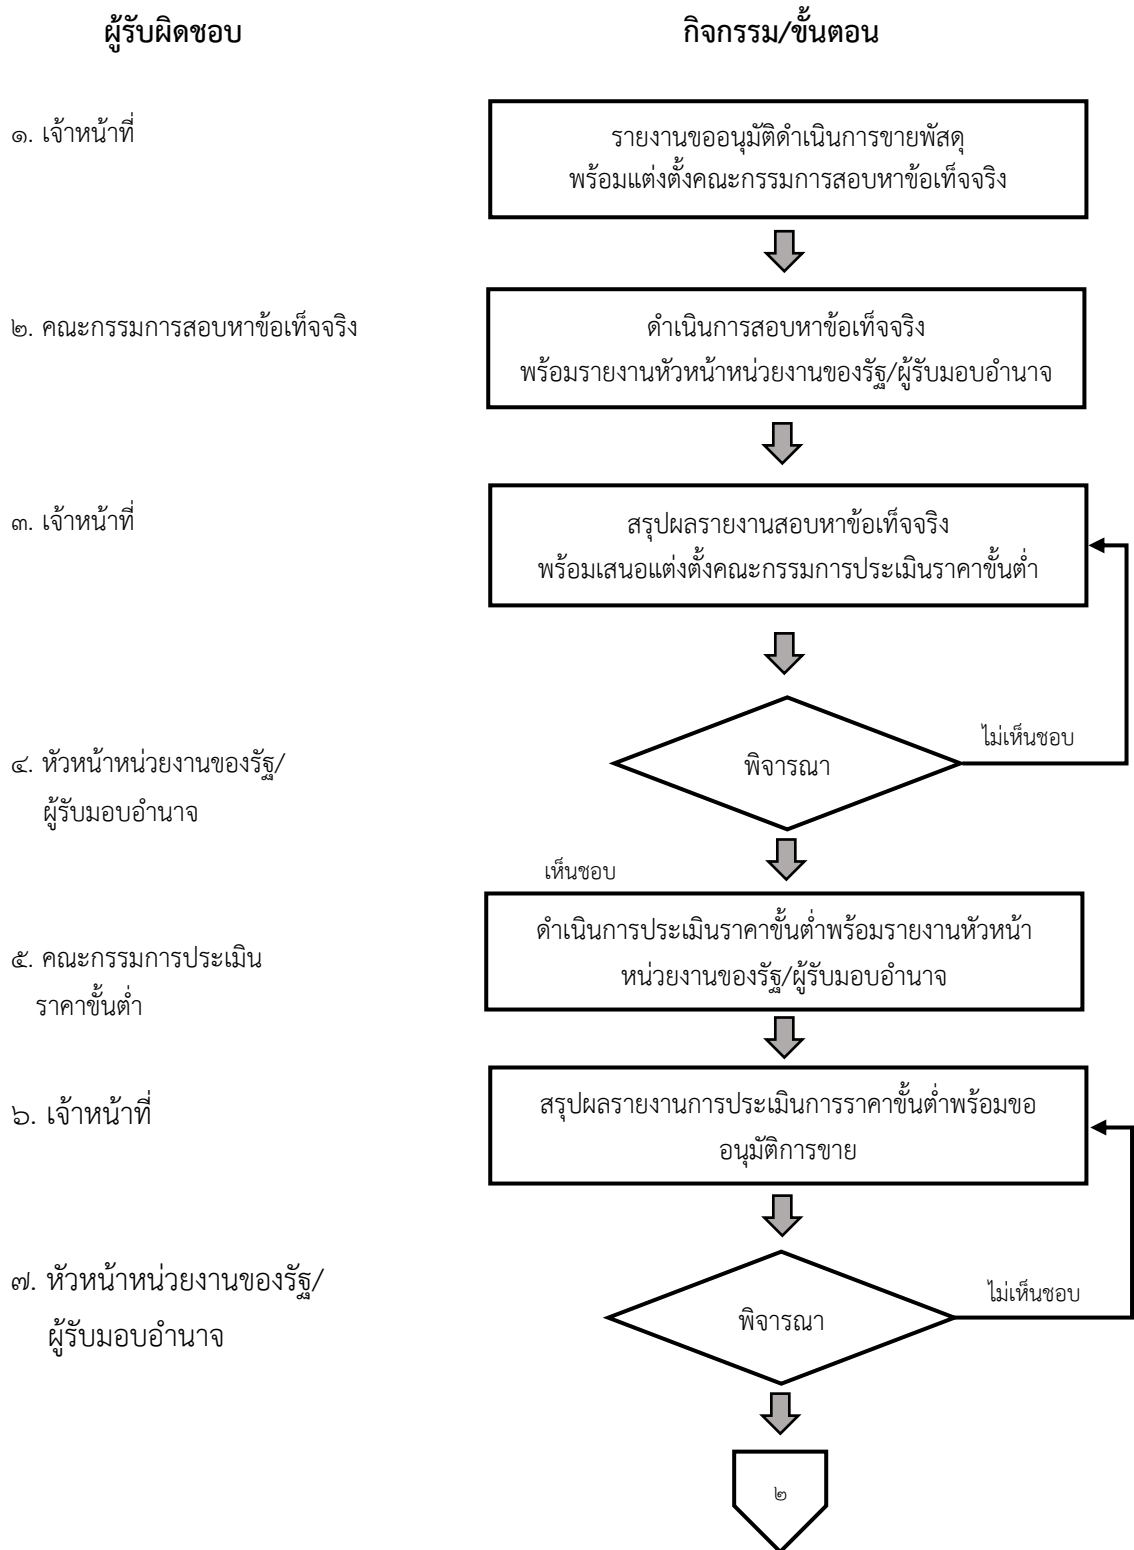 ผู้รับผิดชอบ
กิจกรรม/ขั้นตอน
๑. เจ้าหน้าที่
รายงานขออนุมัติดำเนินการขายพัสดุ
พร้อมแต่งตั้งคณะกรรมการสอบหาข้อเท็จจริง
๒. คณะกรรมการสอบหาข้อเท็จจริง
ดำเนินการสอบหาข้อเท็จจริง
พร้อมรายงานหัวหน้าหน่วยงานของรัฐ/ผู้รับมอบอำนาจ
๓. เจ้าหน้าที่
สรุปผลรายงานสอบหาข้อเท็จจริง
พร้อมเสนอแต่งตั้งคณะกรรมการประเมินราคาขั้นต่ำ
๔. หัวหน้าหน่วยงานของรัฐ/
ผู้รับมอบอำนาจ
พิจารณา
ไม่เห็นชอบ
เห็นชอบ
๕. คณะกรรมการประเมิน
ราคาขั้นต่ำ
ดำเนินการประเมินราคาขั้นต่ำพร้อมรายงานหัวหน้า
หน่วยงานของรัฐ/ผู้รับมอบอำนาจ
๖. เจ้าหน้าที่
สรุปผลรายงานการประเมินการราคาขั้นต่ำพร้อมขอ
อนุมัติการขาย
๗. หัวหน้าหน่วยงานของรัฐ/
ผู้รับมอบอำนาจ
พิจารณา
ไม่เห็นชอบ
๒